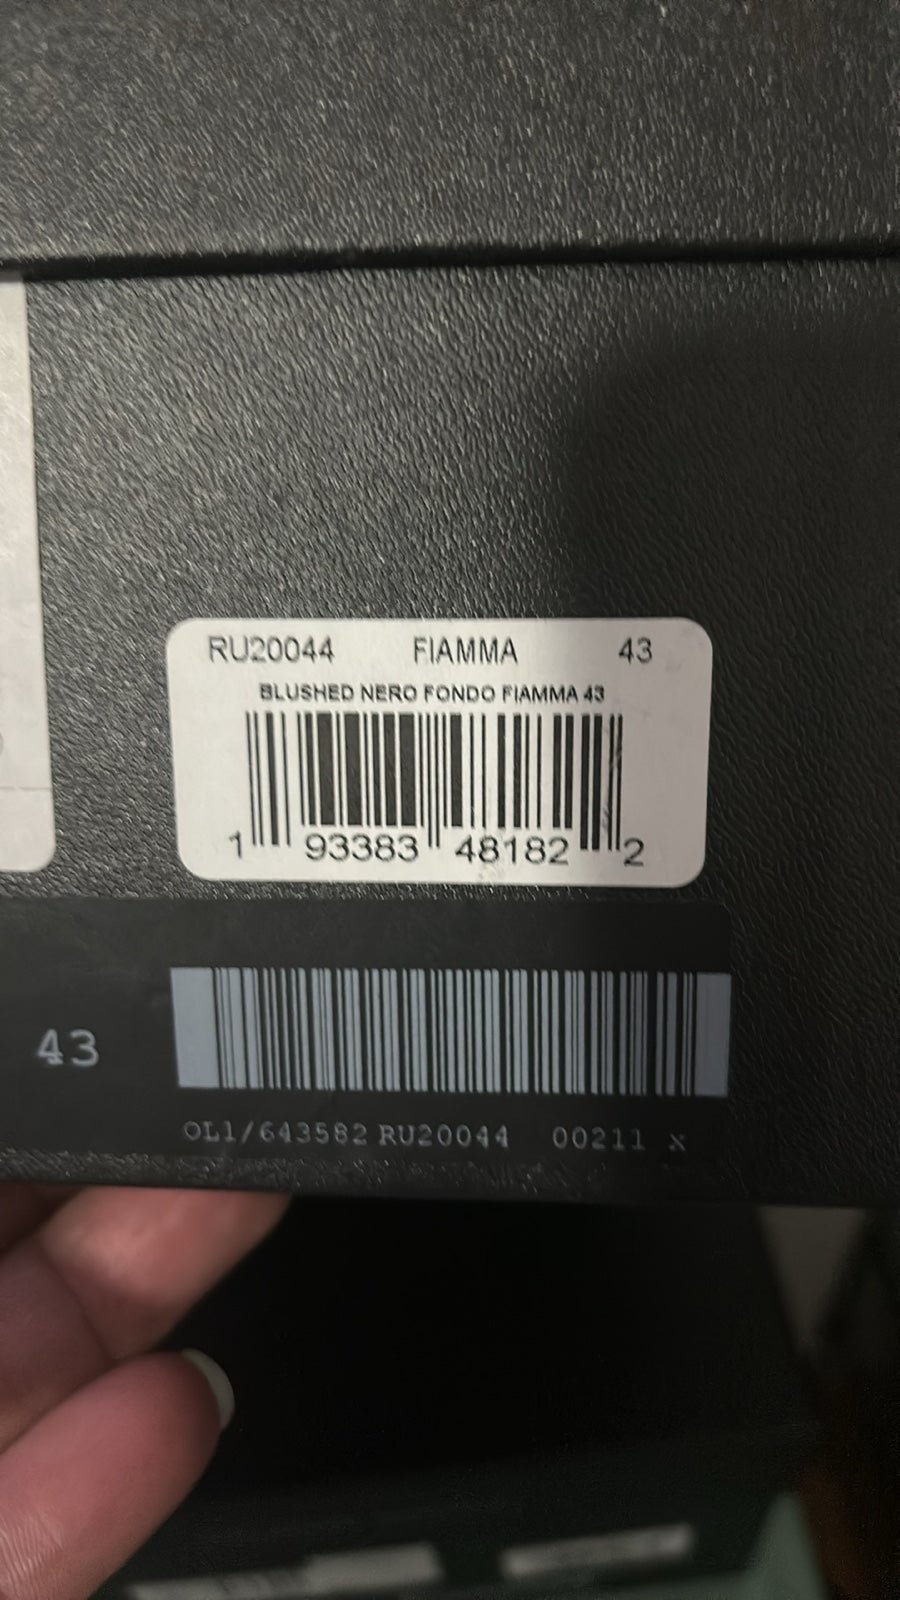 RU20044 FIAMMA 43
BLUSHED NERO FONDO FIAMMA 43
1 93383 48182 2
43
OL1/643582 RU20044 00211 x